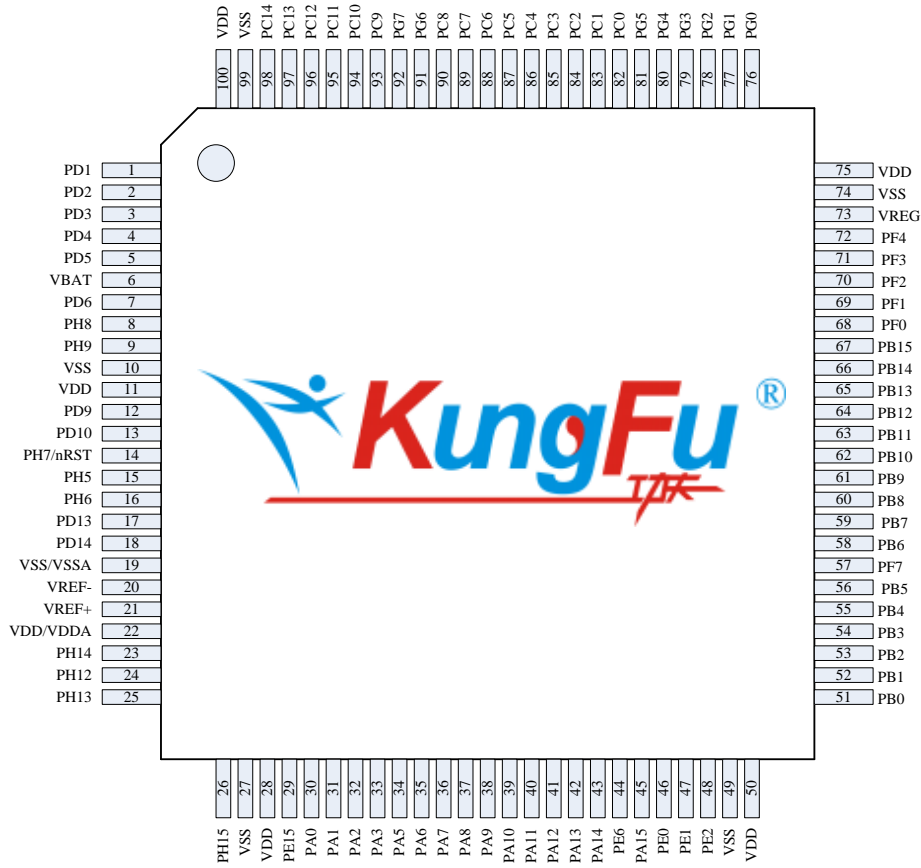 VDD VSS PC14 PC13 PC12 PC11 PC10 PC9 PG7 PG6 PC8 PC7 PC6 PC5 PC4 PC3 PC2 PC1 PC0 PG5 PG4 PG3 PG2 PG1 PG0
100 99 98 97 96 95 94 93 92 91 90 89 88 87 86 85 84 83 82 81 80 79 78 77 76
PD1 1
PD2 2
PD3 3
PD4 4
PD5 5
VBAT 6
PD6 7
PH8 8
PH9 9
VSS 10
VDD 11
PD9 12
PD10 13
PH7/nRST 14
PH5 15
PH6 16
PD13 17
PD14 18
VSS/VSSA 19
VREF- 20
VREF+ 21
VDD/VDDA 22
PH14 23
PH12 24
PH13 25
KungFu ®
功夫
75 VDD
74 VSS
73 VREG
72 PF4
71 PF3
70 PF2
69 PF1
68 PF0
67 PB15
66 PB14
65 PB13
64 PB12
63 PB11
62 PB10
61 PB9
60 PB8
59 PB7
58 PB6
57 PF7
56 PB5
55 PB4
54 PB3
53 PB2
52 PB1
51 PB0
26 27 28 29 30 31 32 33 34 35 36 37 38 39 40 41 42 43 44 45 46 47 48 49 50
PH15 VSS VDD PE15 PA0 PA1 PA2 PA3 PA5 PA6 PA7 PA8 PA9 PA10 PA11 PA12 PA13 PA14 PE6 PA15 PE0 PE1 PE2 VSS VDD